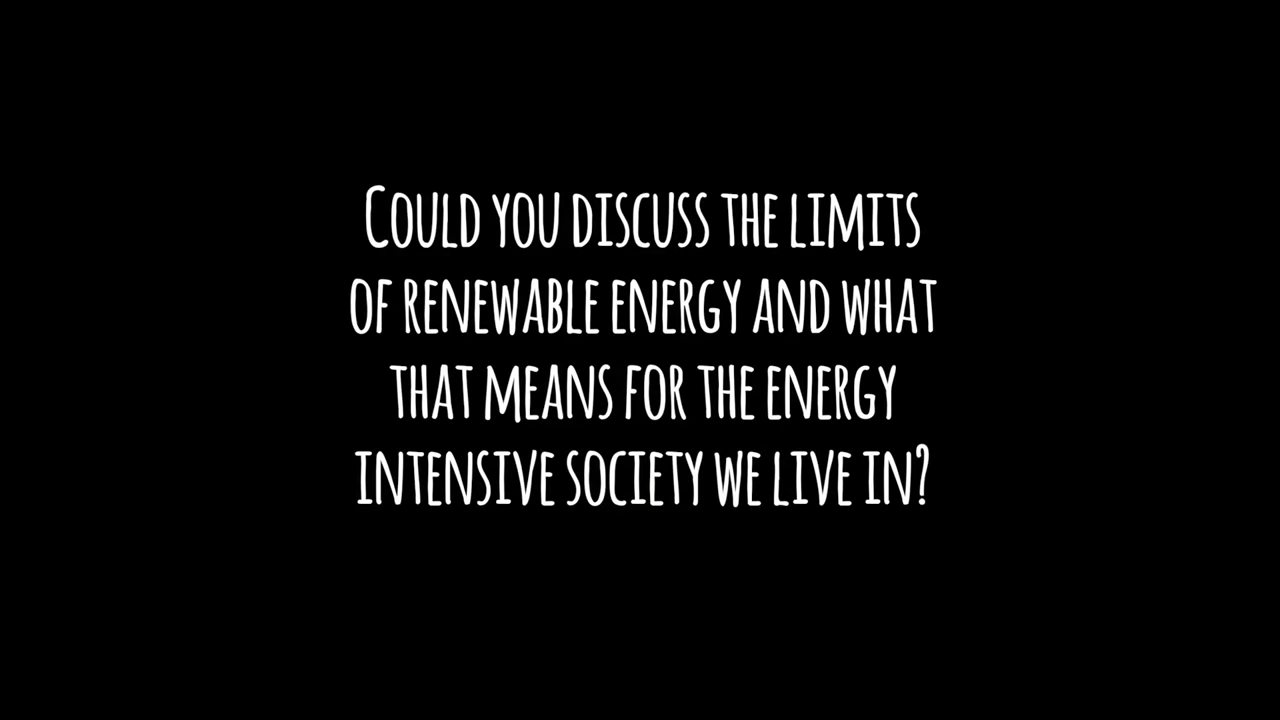 Could you discuss the limits
of renewable energy and what
that means for the energy
intensive society we live in?